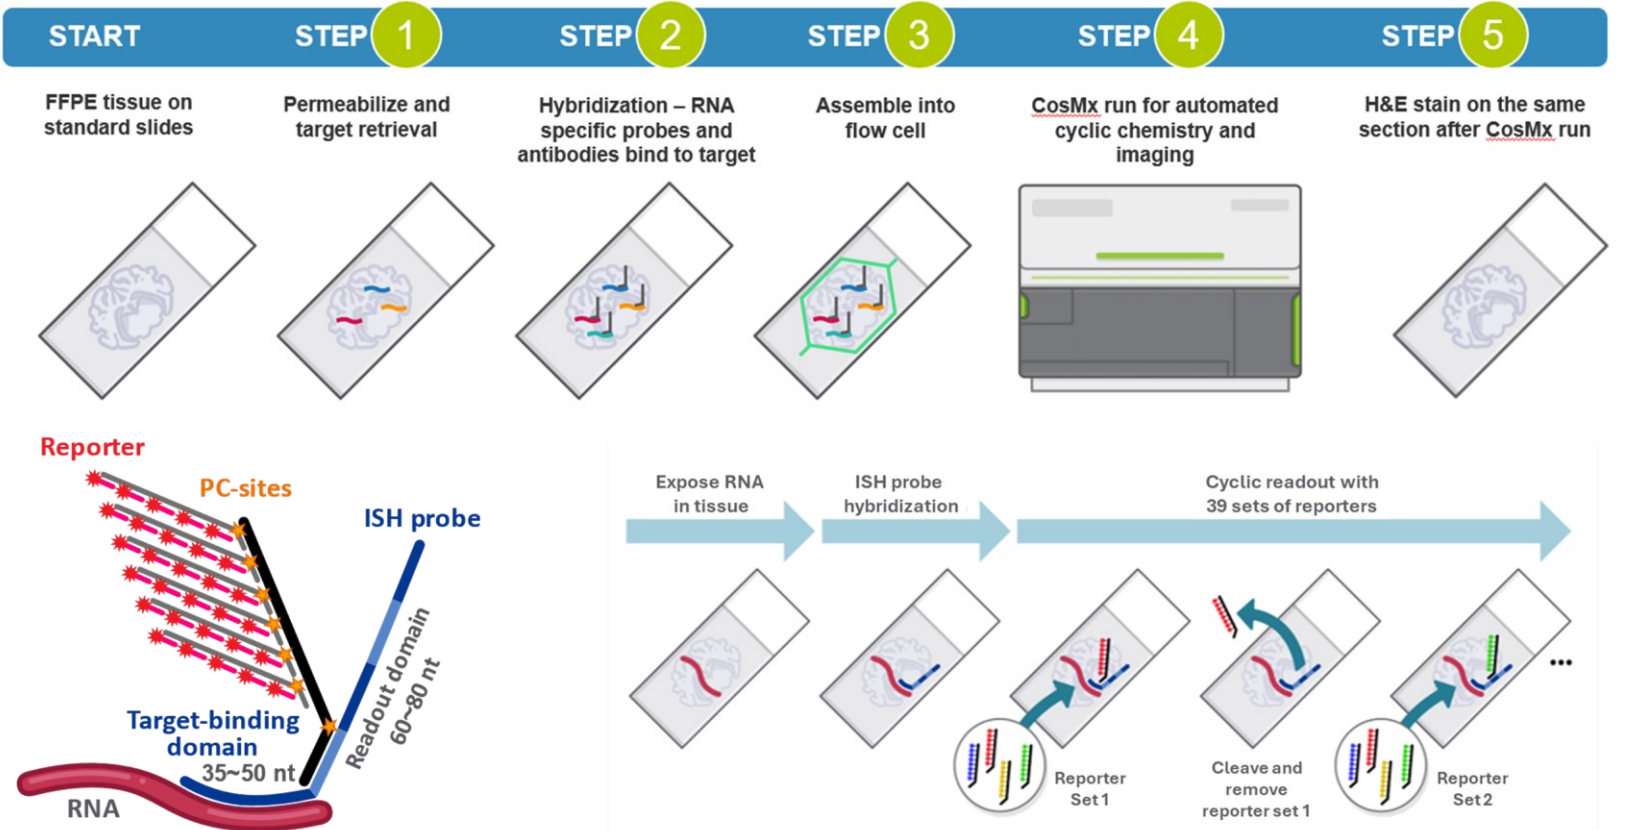 START
STEP 1
STEP 2
STEP 3
STEP 4
STEP 5
FFPE tissue on
standard slides
Permeabilize and
target retrieval
Hybridization – RNA
specific probes and
antibodies bind to target
Assemble into
flow cell
CosMx run for automated
cyclic chemistry and
imaging
H&E stain on the same
section after CosMx run
Reporter
PC-sites
ISH probe
Readout domain
60~80 nt
Target-binding
domain
35~50 nt
RNA
Expose RNA
in tissue
ISH probe
hybridization
Cyclic readout with
39 sets of reporters
Reporter
Set 1
Cleave and
remove
reporter set 1
Reporter
Set 2
...